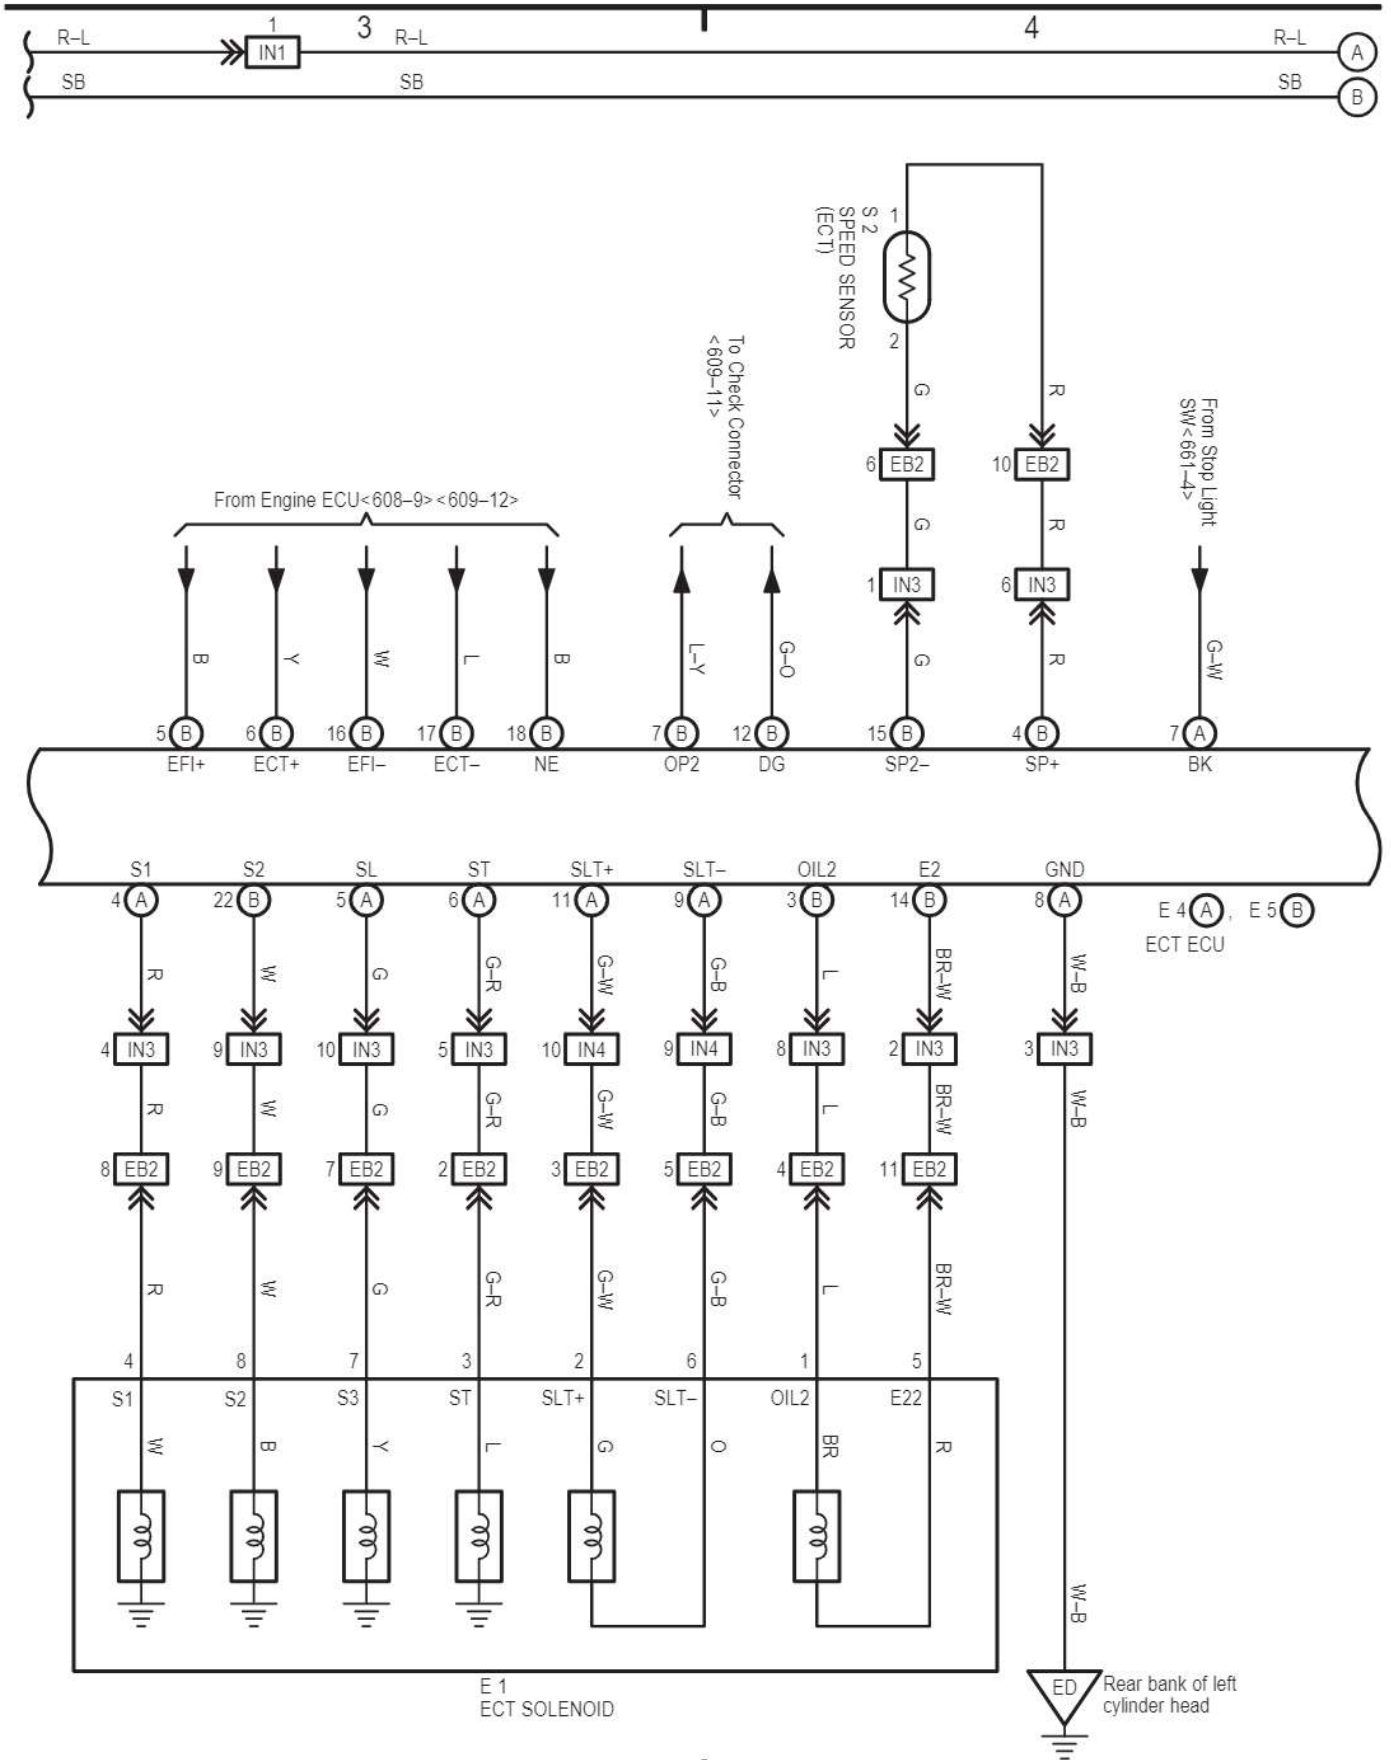 1
3
4
R–L
IN1
R–L
R–L
A
SB
SB
SB
B
S 2
SPEED SENSOR
(ECT)
1
2
G
R
6 EB2
10 EB2
G
R
1 IN3
6 IN3
G
R
To Check Connector
<609–11>
From Stop Light
SW<661–4>
From Engine ECU<608–9><609–12>
B
Y
W
L
B
L–Y
G–O
G–W
5 B
6 B
16 B
17 B
18 B
7 B
12 B
15 B
4 B
7 A
EFI+
ECT+
EFI–
ECT–
NE
OP2
DG
SP2–
SP+
BK
S1
S2
SL
ST
SLT+
SLT–
OIL2
E2
GND
4 A
22 B
5 A
6 A
11 A
9 A
3 B
14 B
8 A
E 4 A , E 5 B
ECT ECU
R
W
G
G–R
G–W
G–B
L
BR–W
W–B
4 IN3
9 IN3
10 IN3
5 IN3
10 IN4
9 IN4
8 IN3
2 IN3
3 IN3
R
W
G
G–R
G–W
G–B
L
BR–W
W–B
8 EB2
9 EB2
7 EB2
2 EB2
3 EB2
5 EB2
4 EB2
11 EB2
R
W
G
G–R
G–W
G–B
L
BR–W
4
8
7
3
2
6
1
5
S1
S2
S3
ST
SLT+
SLT–
OIL2
E22
W
B
Y
L
G
O
BR
R
W–B
E 1
ECT SOLENOID
ED
Rear bank of left
cylinder head